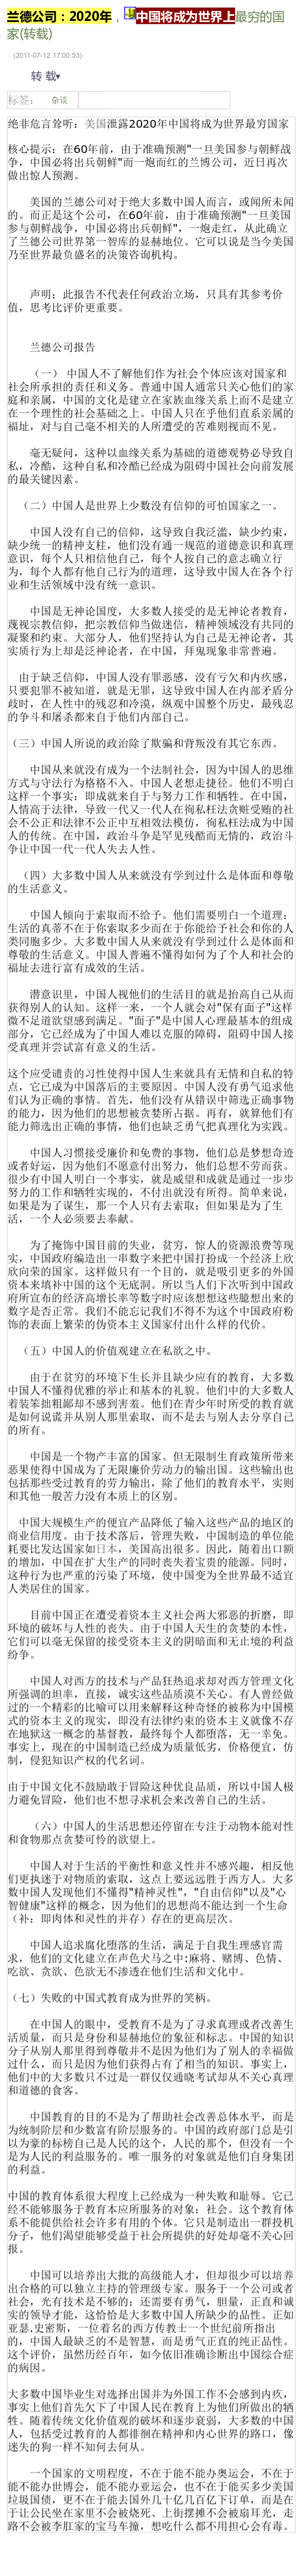 兰德公司：2020年，中国将成为世界上最穷的国
家(转载)
(2011-07-12 17:00:53)
转载▾
标签： 杂谈
绝非危言耸听：美国泄露2020年中国将成为世界最穷国家
核心提示：在60年前，由于准确预测"一旦美国参与朝鲜战
争，中国必将出兵朝鲜"而一炮而红的兰博公司，近日再次
做出惊人预测。
美国的兰德公司对于绝大多数中国人而言，或闻所未闻
的。而正是这个公司，在60年前，由于准确预测"一旦美国
参与朝鲜战争，中国必将出兵朝鲜"，一炮走红，从此确立
了兰德公司世界第一智库的显赫地位。它可以说是当今美国
乃至世界最负盛名的决策咨询机构。
声明：此报告不代表任何政治立场，只具有其参考价
值，思考比评价更重要。
兰德公司报告
（一） 中国人不了解他们作为社会个体应该对国家和
社会所承担的责任和义务。普通中国人通常只关心他们的家
庭和亲属，中国的文化是建立在家族血缘关系上而不是建立
在一个理性的社会基础之上。中国人只在乎他们直系亲属的
福址，对与自己毫不相关的人所遭受的苦难则视而不见。
毫无疑问，这种以血缘关系为基础的道德观势必导致自
私，冷酷，这种自私和冷酷已经成为阻碍中国社会向前发展
的最关键因素。
（二）中国人是世界上少数没有信仰的可怕国家之一。
中国人没有自己的信仰，这导致自我泛滥，缺少约束，
缺少统一的精神支柱，他们没有通一规范的道德意识和真理
意识，每个人只相信他自己，每个人按自己的意志确立行
为，每个人都有他自己行为的道理，这导致中国人在各个行
业和生活领域中没有统一意识。
中国是无神论国度，大多数人接受的是无神论者教育，
蔑视宗教信仰，把宗教信仰当做迷信，精神领域没有共同的
凝聚和约束。大部分人，他们坚持认为自己是无神论者，其
实质行为上却是泛神论者，在中国，拜鬼现象非常普遍。
由于缺乏信仰，中国人没有罪恶感，没有亏欠和内疚感，
只要犯罪不被知道，就是无罪，这导致中国人在内部矛盾分
歧时，在人性中的残忍和冷漠，纵观中国整个历史，最残忍
的争斗和屠杀都来自于他们内部自己。
（三）中国人所说的政治除了欺骗和背叛没有其它东西。
中国从来就没有成为一个法制社会，因为中国人的思维
方式与守法行为格格不入。中国人老想走捷径。他们不明白
这样一个事实：即成就来自于与努力工作和牺牲。在中国，
人情高于法律，导致一代又一代人在徇私枉法贪赃受贿的社
会不公正和法律不公正中互相效法模仿，徇私枉法成为中国
人的传统。在中国，政治斗争是罕见残酷而无情的，政治斗
争让中国一代一代人失去人性。
（四）大多数中国人从来就没有学到过什么是体面和尊敬
的生活意义。
中国人倾向于索取而不给予。他们需要明白一个道理：
生活的真蒂不在于你索取多少而在于你能给予社会和你的人
类同胞多少。大多数中国人从来就没有学到过什么是体面和
尊敬的生活意义。中国人普遍不懂得如何为了个人和社会的
福址去进行富有成效的生活。
潜意识里，中国人视他们的生活目的就是抬高自己从而
获得别人的认知。这样一来，一个人就会对"保有面子"这样
微不足道欲望感到满足。"面子"是中国人心理最基本的组成
部分，它已经成为了中国人难以克服的障碍，阻碍中国人接
受真理并尝试富有意义的生活。
这个应受谴责的习性使得中国人生来就具有无情和自私的特
点，它已成为中国落后的主要原因。中国人没有勇气追求他
们认为正确的事情。首先，他们没有从错误中筛选正确事物
的能力，因为他们的思想被贪婪所占据。再有，就算他们有
能力筛选出正确的事情，他们也缺乏勇气把真理化为实践。
中国人习惯接受廉价和免费的事物，他们总是梦想奇迹
或者好运，因为他们不愿意付出努力，他们总想不劳而获。
很少有中国人明白一个事实，就是威望和成就是通过一步步
努力的工作和牺牲实现的，不付出就没有所得。简单来说，
如果是为了谋生，那一个人只有去索取；但如果是为了生
活，一个人必须要去奉献。
为了掩饰中国目前的失业，贫穷，惊人的资源浪费等现
实，中国政府编造出一串数字来把中国打扮成一个经济上欣
欣向荣的国家。这样做只有一个目的，就是吸引更多的外国
资本来填补中国的这个无底洞。所以当人们下次听到中国政
府所宣布的经济高增长率等数字时应该想想这些臆想出来的
数字是否正常。我们不能忘记我们不得不为这个中国政府粉
饰的表面上繁荣的伪资本主义国家付出什么样的代价。
（五）中国人的价值观建立在私欲之中。
由于在贫穷的环境下生长并且缺少应有的教育，大多数
中国人不懂得优雅的举止和基本的礼貌。他们中的大多数人
着装笨拙粗鄙却不感到害羞。他们在青少年时所受的教育就
是如何说谎并从别人那里索取，而不是去与别人去分享自己
的所有。
中国是一个物产丰富的国家。但无限制生育政策所带来
恶果使得中国成为了无限廉价劳动力的输出国。这些输出也
包括那些受过教育的劳力输出，除了他们的教育水平，实则
和其他一般苦力没有本质上的区别。
中国大规模生产的便宜产品降低了输入这些产品的地区的
商业信用度。由于技术落后，管理失败，中国制造的单位能
耗要比发达国家如日本，美国高出很多。因此，随着出口额
的增加，中国在扩大生产的同时丧失着宝贵的能源。同时，
这种行为也严重的污染了环境，使中国变为全世界最不适宜
人类居住的国家。
目前中国正在遭受着资本主义社会两大邪恶的折磨，即
环境的破坏与人性的丧失。由于中国人天生的贪婪的本性，
它们可以毫无保留的接受资本主义的阴暗面和无止境的利益
纷争。
中国人对西方的技术与产品狂热追求却对西方管理文化
所强调的坦率，直接，诚实这些品质漠不关心。有人曾经做
过的一个精彩的比喻可以用来解释这种奇怪的被称为中国模
式的资本主义的现实，即没有法律约束的资本主义就像不存
在地狱这一概念的基督教，最终每个人都堕落，无一幸免。
事实上，现在的中国制造已经成为质量低劣，价格便宜，仿
制，侵犯知识产权的代名词。
由于中国文化不鼓励敢于冒险这种优良品质，所以中国人极
力避免冒险，他们也不想寻求机会来改善自己的生活。
（六）中国人的生活思想还停留在专注于动物本能对性
和食物那点贪婪可怜的欲望上。
中国人对于生活的平衡性和意义性并不感兴趣，相反他
们更执迷于对物质的索取，这点上要远远胜于西方人。大多
数中国人发现他们不懂得"精神灵性"，"自由信仰"以及"心
智健康"这样的概念，因为他们的思想尚不能达到一个生命
（补：即肉体和灵性的并存）存在的更高层次。
中国人追求腐化堕落的生活，满足于自我生理感官需
求，他们的文化建立在声色犬马之中:麻将、赌博、色情、
吃欲、贪欲、色欲无不渗透在他们生活和文化中。
（七）失败的中国式教育成为世界的笑柄。
在中国人的眼中，受教育不是为了寻求真理或者改善生
活质量，而只是身份和显赫地位的象征和标志。中国的知识
分子从别人那里得到尊敬并不是因为他们为了别人的幸福做
过什么，而只是因为他们获得占有了相当的知识。事实上，
他们中的大多数只不过是一群仅仅通晓考试却从不关心真理
和道德的食客。
中国教育的目的不是为了帮助社会改善总体水平，而是
为统制阶层和少数富有阶层服务的。中国的政府部门总是引
以为豪的标榜自己是人民的这个，人民的那个，但没有一个
是为人民的利益服务的。唯一服务的对象就是他们自身集团
的利益。
中国的教育体系很大程度上已经成为一种失败和耻辱。它已
经不能够服务于教育本应所服务的对象：社会。这个教育体
系不能提供给社会许多有用的个体。它只是制造出一群投机
分子，他们渴望能够受益于社会所提供的好处却毫不关心回
报。
中国可以培养出大批的高级能人才，但却很少可以培养
出合格的可以独立主持的管理级专家。服务于一个公司或者
社会，光有技术是不够的；还需要有勇气，胆量，正直和诚
实的领导才能，这恰恰是大多数中国人所缺少的品性。正如
亚瑟.史密斯，一位着名的西方传教士一个世纪前所指出
的，中国人最缺乏的不是智慧，而是勇气正直的纯正品性。
这个评价，虽然历经百年，如今依旧准确诊断出中国综合症
的病因。
大多数中国毕业生对选择出国并为外国工作不会感到内疚，
事实上他们首先欠下了中国人民在教育上为他们所做出的牺
牲。随着传统文化价值观的破坏和逐步衰弱，大多数的中国
人，包括受过教育的人都徘徊在精神和内心世界的路口，像
迷失的狗一样不知何去何从。
一个国家的文明程度，不在于能不能办奥运会，不在于
能不能办世博会，能不能办亚运会，也不在于能买多少美国
垃圾国债，更不在于能去国外几十亿几百亿下订单，而是在
于让公民坐在家里不会被烧死、上街摆摊不会被扇耳光，走
路不会被李肛家的宝马车撞，想吃什么都不用担心会有毒。